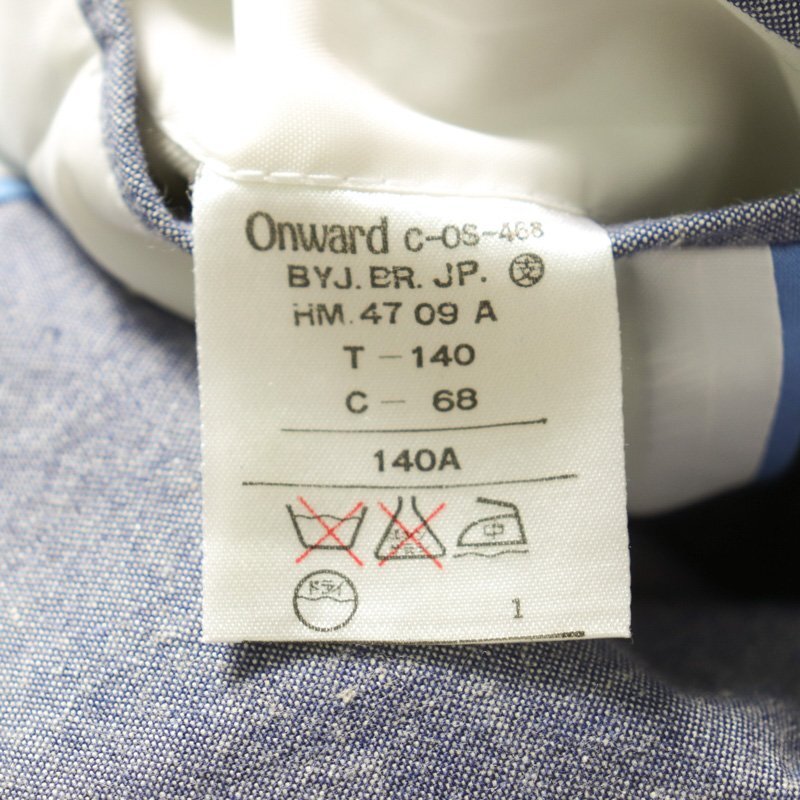 Onward C-OS-468
BYJ.BR.JP. 支
HM.47 09 A
T－140
C－ 68
140A
中
ドライ
1